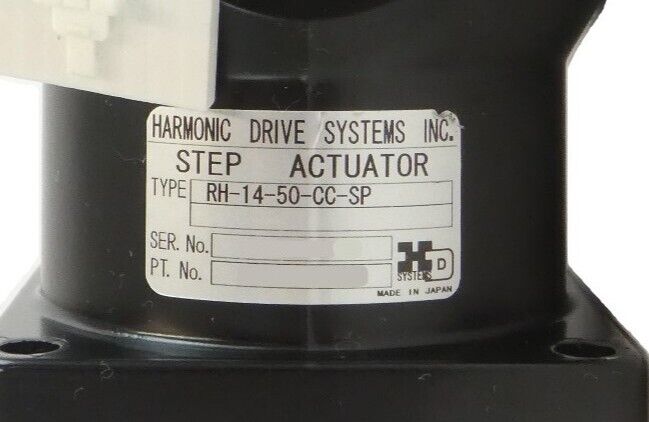 HARMONIC DRIVE SYSTEMS INC.
STEP ACTUATOR
TYPE RH-14-50-CC-SP
SER. No.
PT. No.
HD SYSTEMS
MADE IN JAPAN